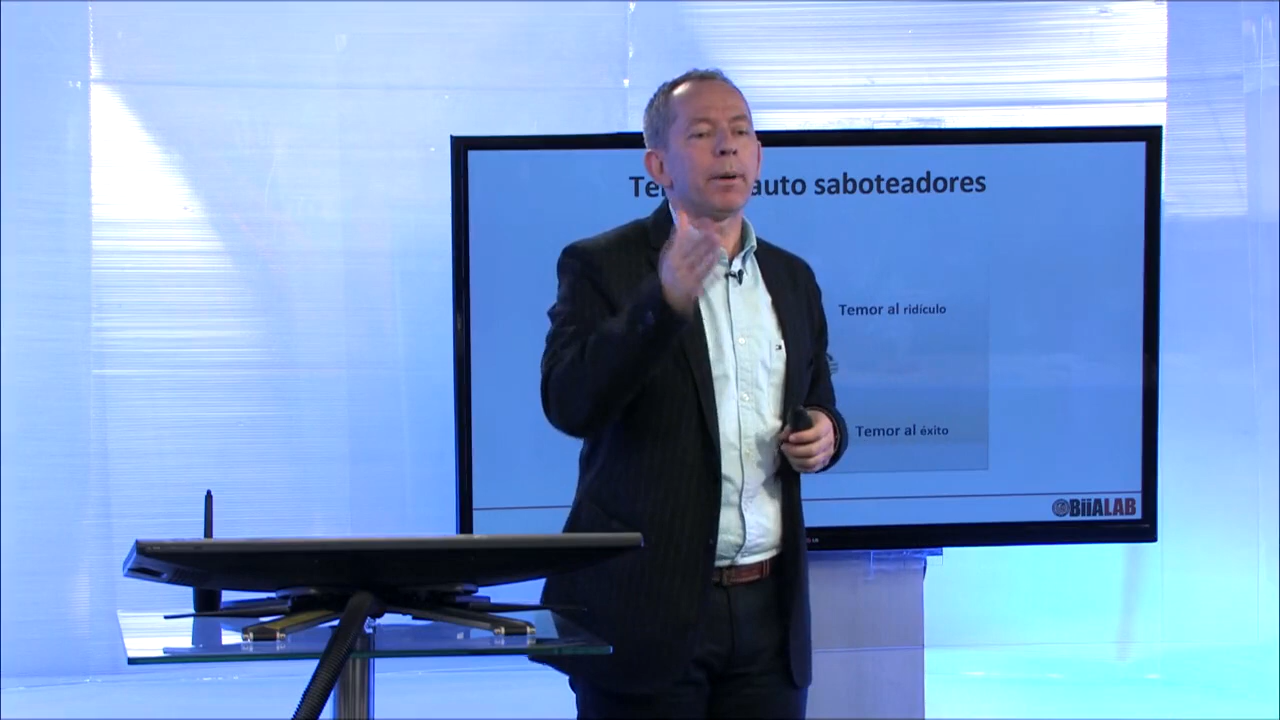 auto saboteadores
Temor al ridículo
Temor al éxito
BiiALAB